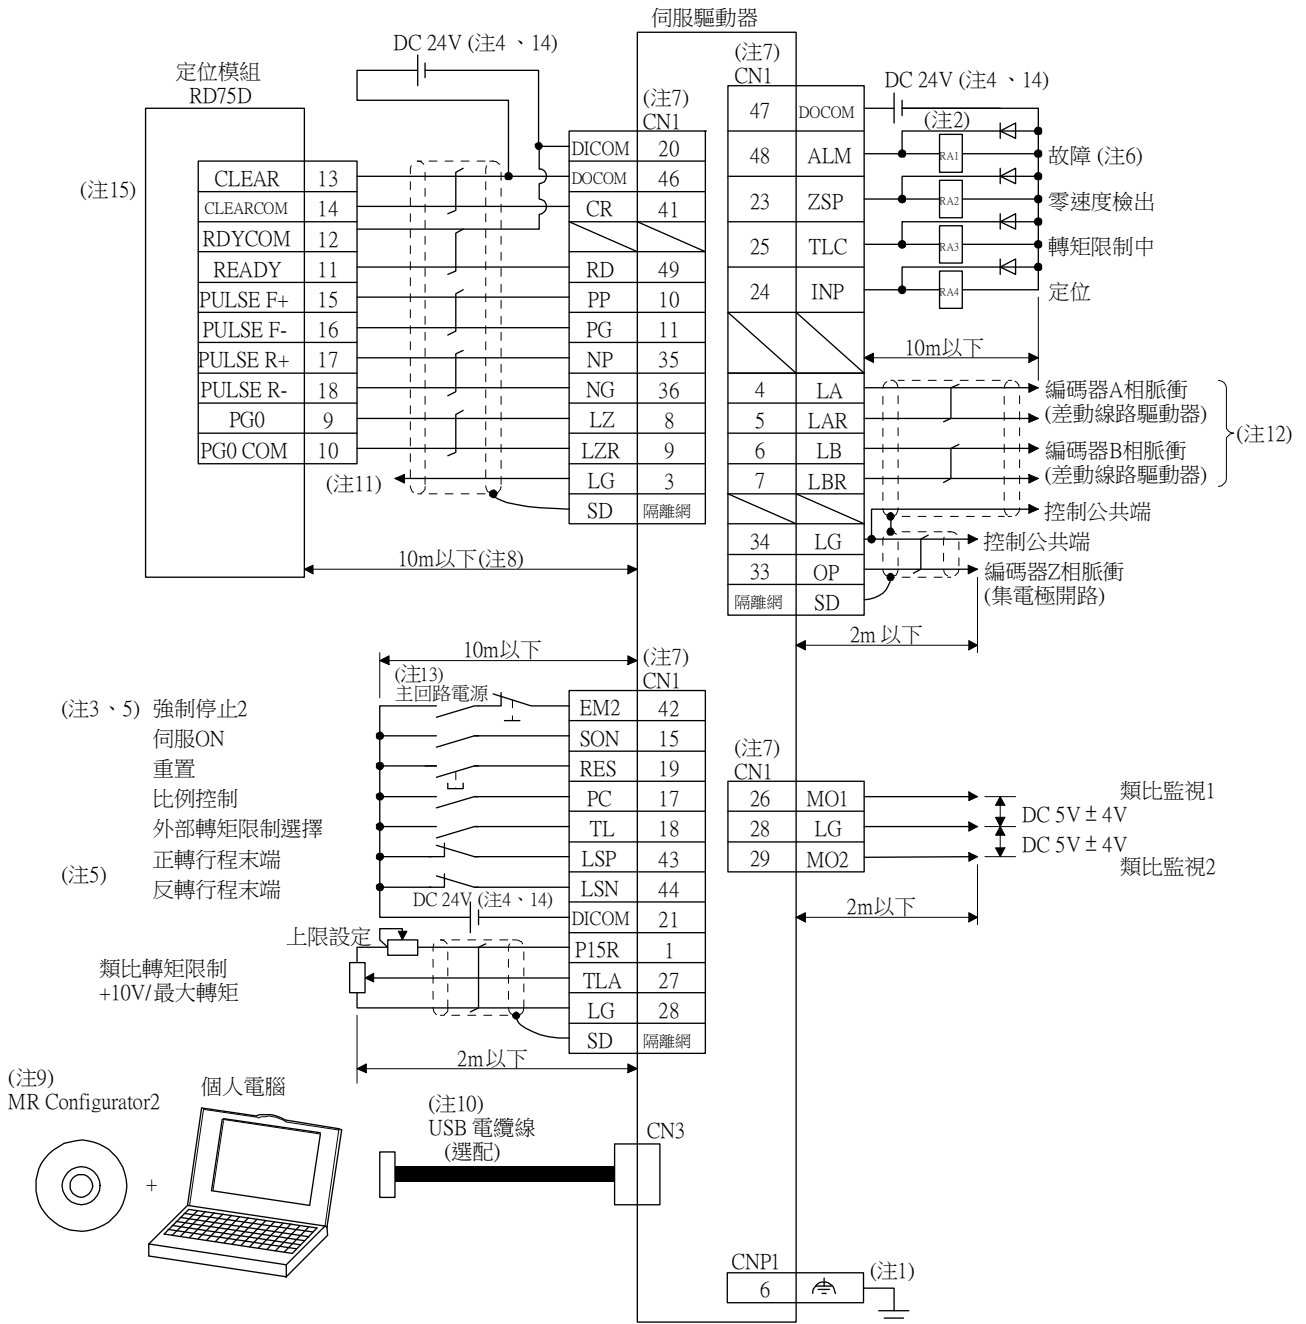 伺服驅動器
DC 24V (注4、14)
定位模組
RD75D
(注15)
CLEAR 13
CLEARCOM 14
RDYCOM 12
READY 11
PULSE F+ 15
PULSE F- 16
PULSE R+ 17
PULSE R- 18
PG0 9
PG0 COM 10
(注11)
10m以下(注8)
(注7)
CN1
DICOM 20
DOCOM 46
CR 41
RD 49
PP 10
PG 11
NP 35
NG 36
LZ 8
LZR 9
LG 3
SD 隔離網
(注7)
CN1
DC 24V (注4、14)
(注2)
47 DOCOM
48 ALM RA1 故障 (注6)
23 ZSP RA2 零速度檢出
25 TLC RA3 轉矩限制中
24 INP RA4 定位
10m以下
4 LA 編碼器A相脈衝
5 LAR (差動線路驅動器)
6 LB 編碼器B相脈衝
7 LBR (差動線路驅動器)
(注12)
控制公共端
34 LG 控制公共端
33 OP 編碼器Z相脈衝
(集電極開路)
隔離網 SD
2m 以下
10m以下
(注7)
CN1
(注13)
主回路電源
(注3、5) 強制停止2 EM2 42
伺服ON SON 15
重置 RES 19
比例控制 PC 17
外部轉矩限制選擇 TL 18
正轉行程末端 LSP 43
(注5)
反轉行程末端 LSN 44
DC 24V (注4、14)
DICOM 21
上限設定 P15R 1
類比轉矩限制
+10V/最大轉矩
TLA 27
LG 28
SD 隔離網
2m以下
(注7)
CN1
26 MO1 類比監視1
DC 5V ± 4V
28 LG
DC 5V ± 4V
29 MO2 類比監視2
2m以下
(注9)
MR Configurator2
個人電腦
+
(注10)
USB 電纜線
(選配)
CN3
CNP1
6
(注1)